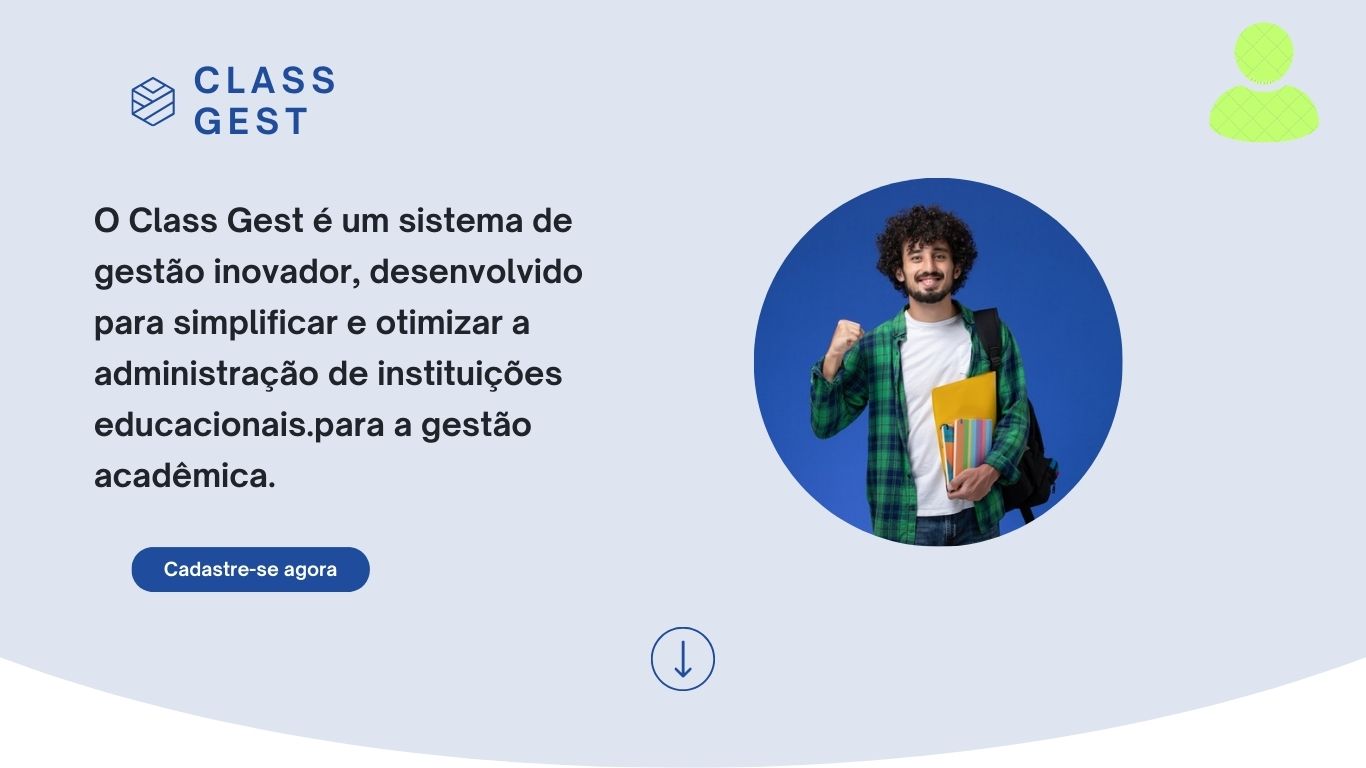 CLASS
GEST
O Class Gest é um sistema de
gestão inovador, desenvolvido
para simplificar e otimizar a
administração de instituições
educacionais.para a gestão
acadêmica.
Cadastre-se agora